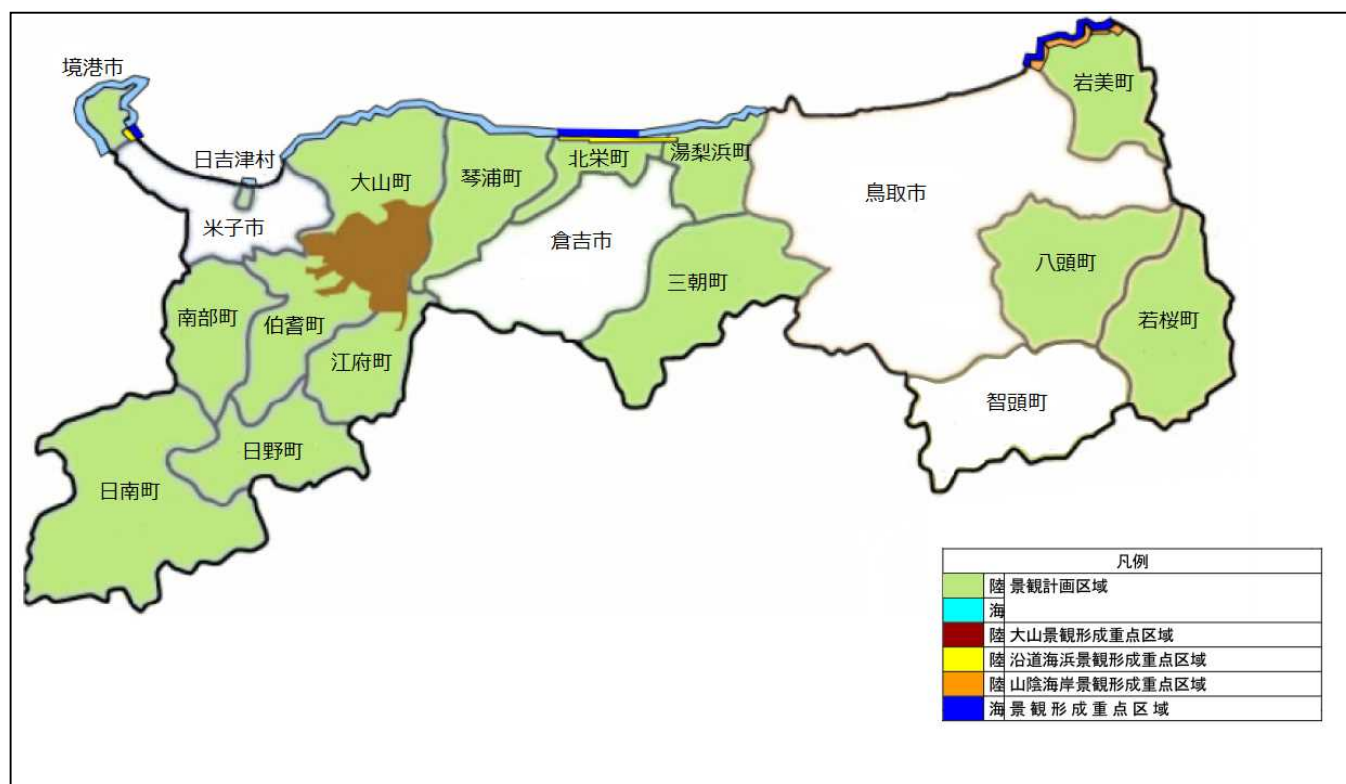 境港市
岩美町
日吉津村
湯梨浜町
北栄町
琴浦町
大山町
鳥取市
米子市
倉吉市
八頭町
三朝町
南部町
伯耆町
若桜町
江府町
智頭町
日野町
日南町
凡例
陸 景観計画区域
海
陸 大山景観形成重点区域
陸 沿道海浜景観形成重点区域
陸 山陰海岸景観形成重点区域
海 景観形成重点区域